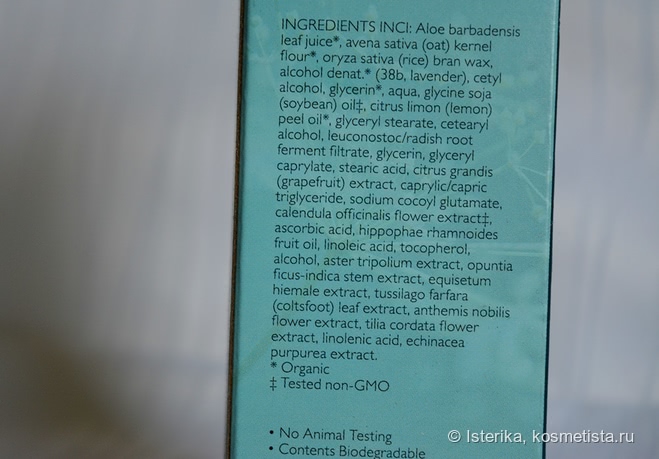 INGREDIENTS INCI: Aloe barbadensis
leaf juice*, avena sativa (oat) kernel
flour*, oryza sativa (rice) bran wax,
alcohol denat.* (38b, lavender), cetyl
alcohol, glycerin*, aqua, glycine soja
(soybean) oil‡, citrus limon (lemon)
peel oil*, glyceryl stearate, cetearyl
alcohol, leuconostoc/radish root
ferment filtrate, glycerin, glyceryl
caprylate, stearic acid, citrus grandis
(grapefruit) extract, caprylic/capric
triglyceride, sodium cocoyl glutamate,
calendula officinalis flower extract‡,
ascorbic acid, hippophae rhamnoides
fruit oil, linoleic acid, tocopherol,
alcohol, aster tripolium extract, opuntia
ficus-indica stem extract, equisetum
hiemale extract, tussilago farfara
(coltsfoot) leaf extract, anthemis nobilis
flower extract, tilia cordata flower
extract, linolenic acid, echinacea
purpurea extract.
* Organic
‡ Tested non-GMO
• No Animal Testing
• Contents Biodegradable
© Isterika, kosmetista.ru